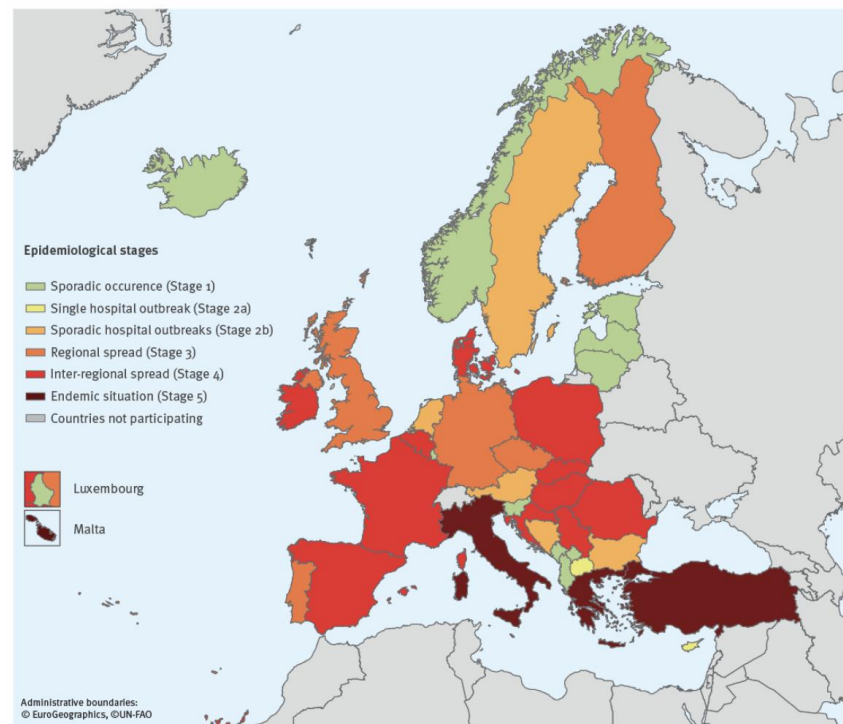 Epidemiological stages
Sporadic occurence (Stage 1)
Single hospital outbreak (Stage 2a)
Sporadic hospital outbreaks (Stage 2b)
Regional spread (Stage 3)
Inter-regional spread (Stage 4)
Endemic situation (Stage 5)
Countries not participating
Luxembourg
Malta
Administrative boundaries:
© EuroGeographics, ©UN-FAO